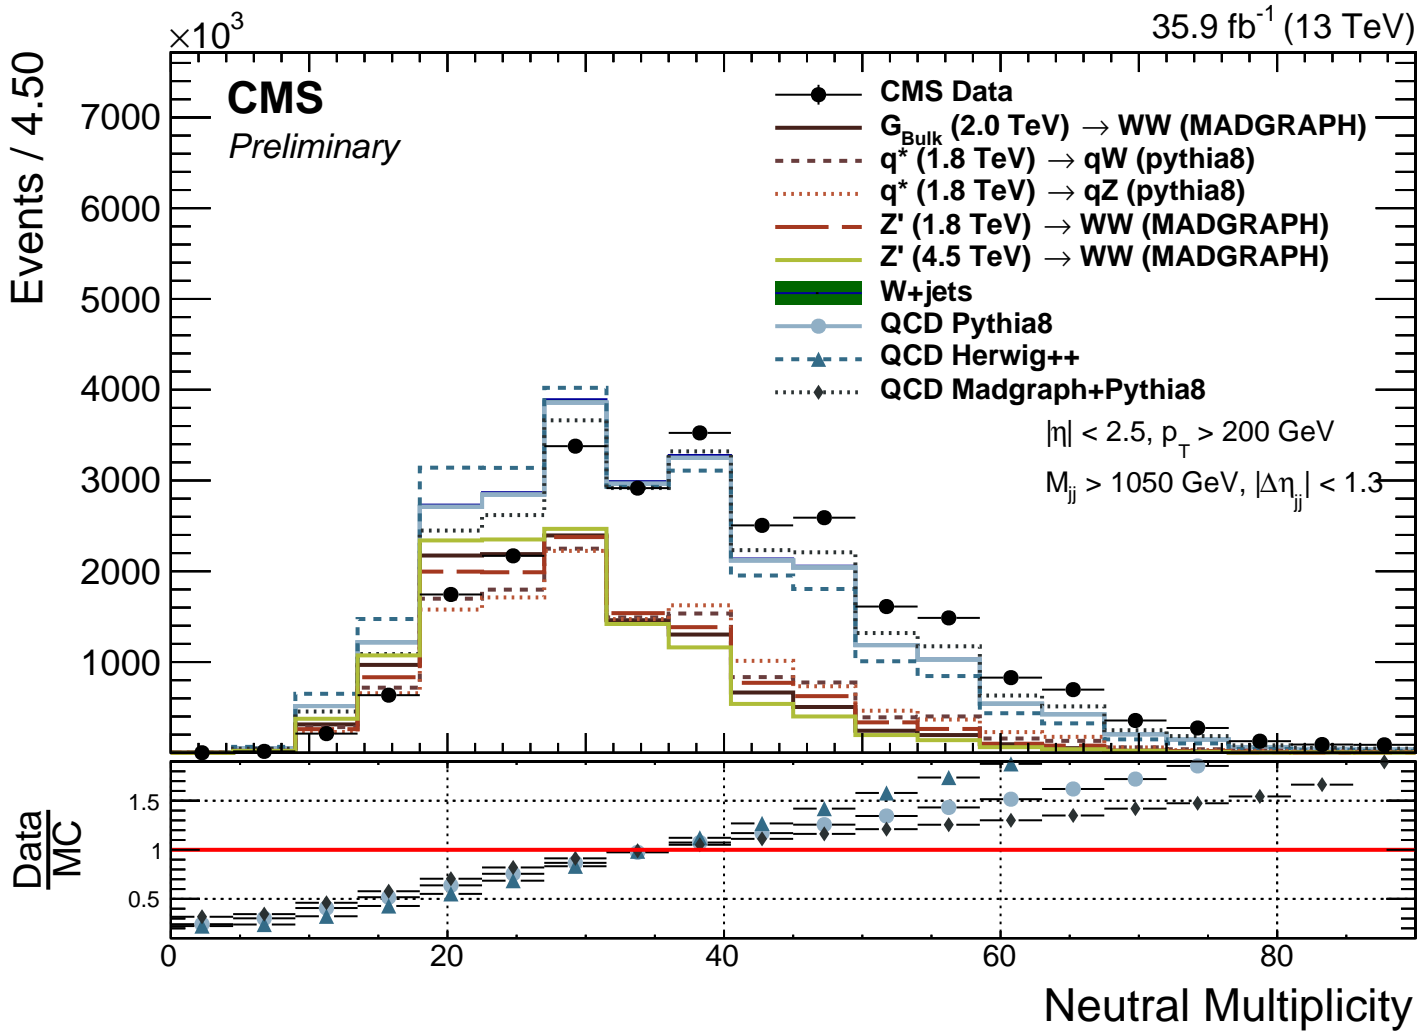 ×10³ 35.9 fb⁻¹ (13 TeV)
Events / 4.50
CMS
Preliminary
7000
6000
5000
4000
3000
2000
1000
CMS Data
G_Bulk (2.0 TeV) → WW (MADGRAPH)
q* (1.8 TeV) → qW (pythia8)
q* (1.8 TeV) → qZ (pythia8)
Z' (1.8 TeV) → WW (MADGRAPH)
Z' (4.5 TeV) → WW (MADGRAPH)
W+jets
QCD Pythia8
QCD Herwig++
QCD Madgraph+Pythia8
|η| < 2.5, p_T > 200 GeV
M_jj > 1050 GeV, |Δη_jj| < 1.3
Data
MC
1.5
1
0.5
0 20 40 60 80
Neutral Multiplicity